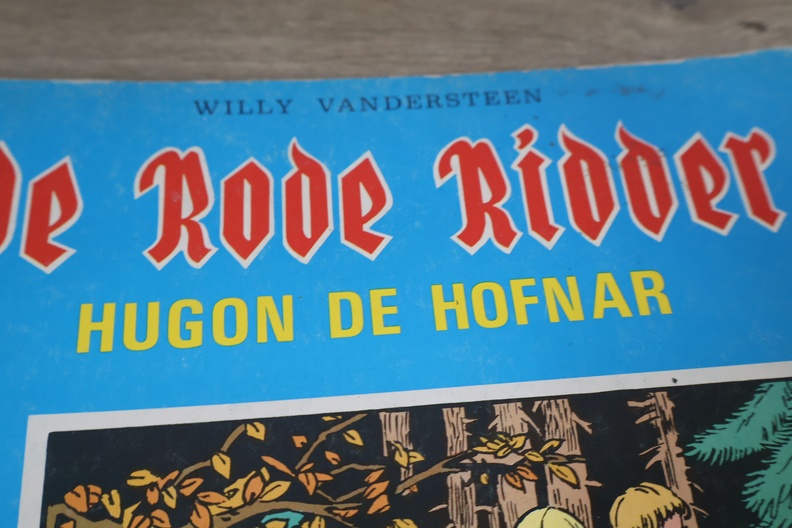 WILLY VANDERSTEEN
De Rode Ridder
HUGON DE HOFNAR